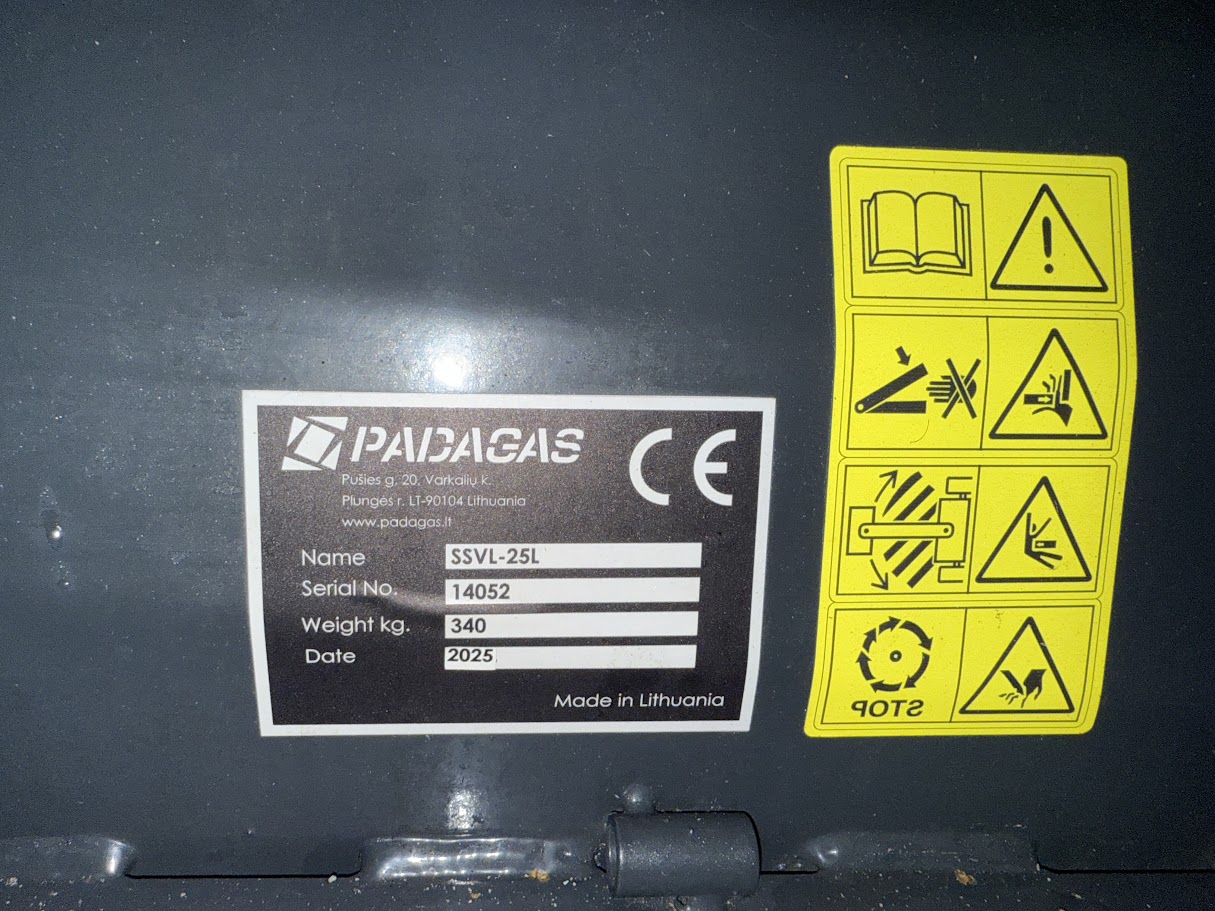 PADAGAS
CE
Pušies g. 20, Varkalių k.
Plungės r. LT-90104 Lithuania
www.padagas.lt
Name SSVL-25L
Serial No. 14052
Weight kg. 340
Date 2025
Made in Lithuania
STOP